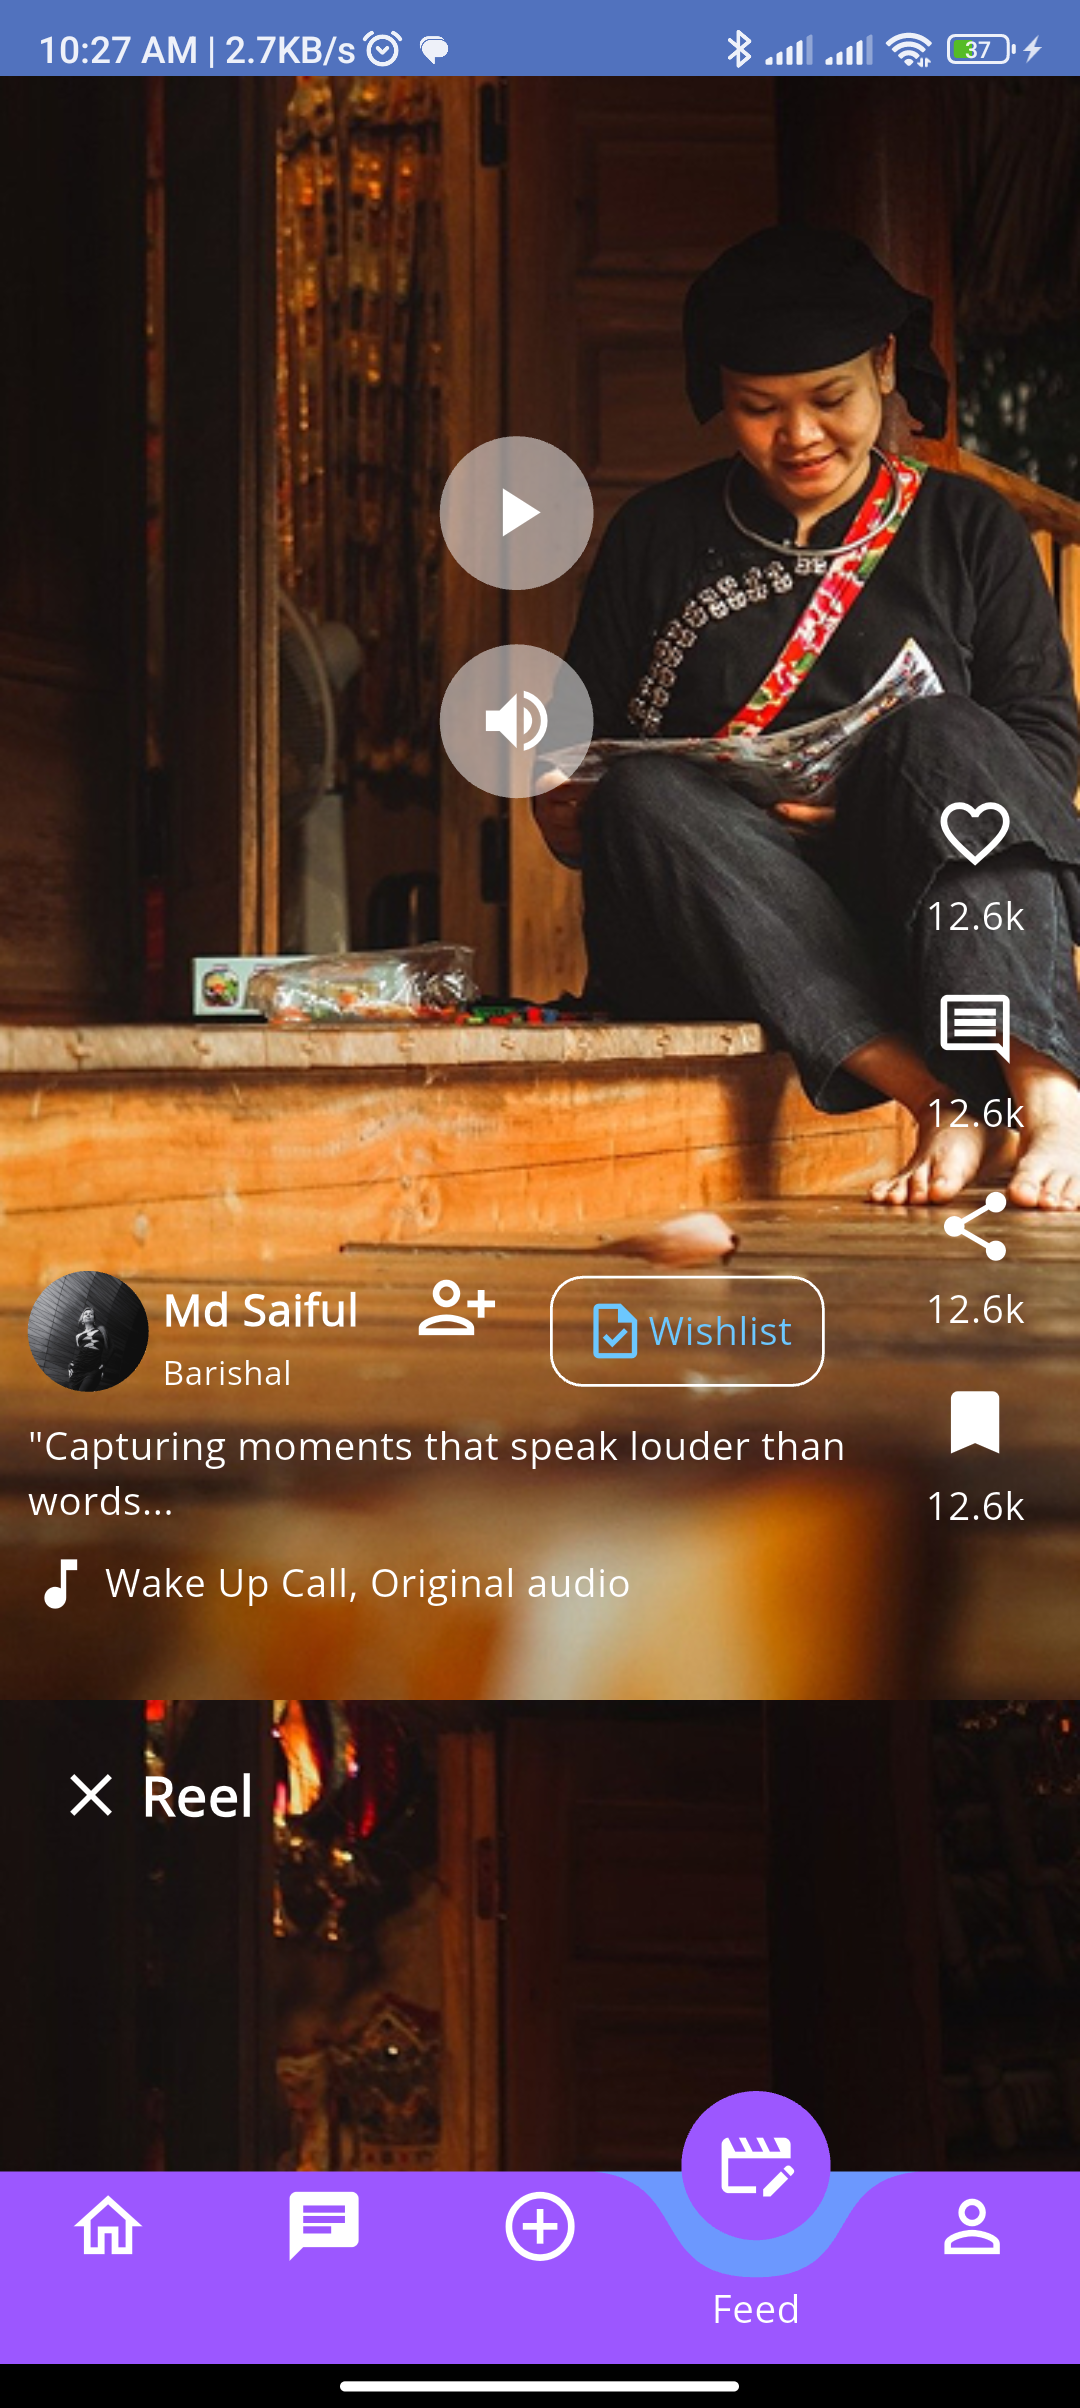 10:27 AM | 2.7KB/s
37
12.6k
12.6k
12.6k
Md Saiful
Wishlist
Barishal
"Capturing moments that speak louder than
words...
12.6k
Wake Up Call, Original audio
Reel
Feed